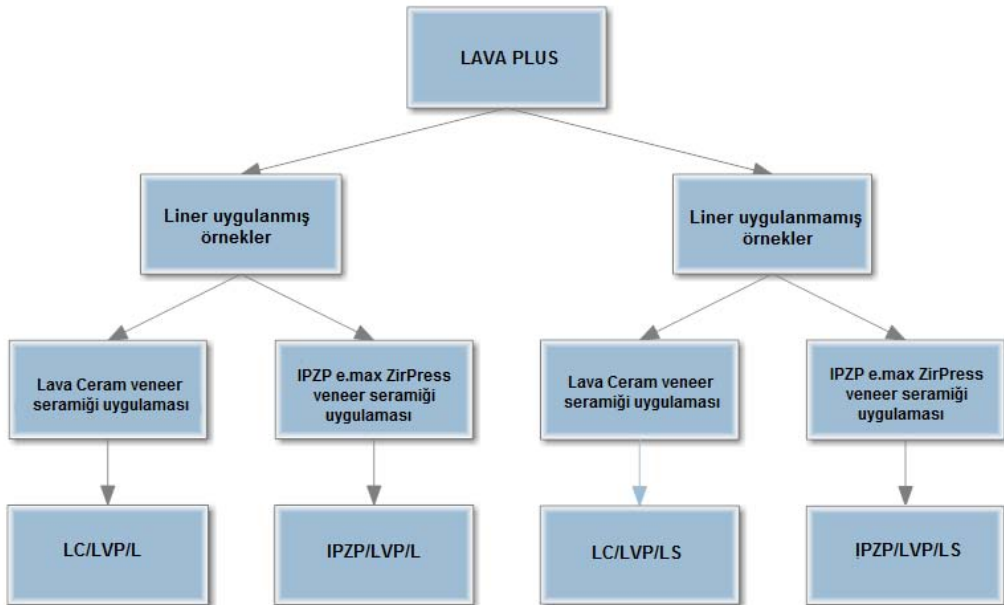 LAVA PLUS
Liner uygulanmış
örnekler
Liner uygulanmamış
örnekler
Lava Ceram veneer
seramiği uygulaması
IPZP e.max ZirPress
veneer seramiği
uygulaması
Lava Ceram veneer
seramiği uygulaması
IPZP e.max ZirPress
veneer seramiği
uygulaması
LC/LVP/L
IPZP/LVP/L
LC/LVP/LS
IPZP/LVP/LS